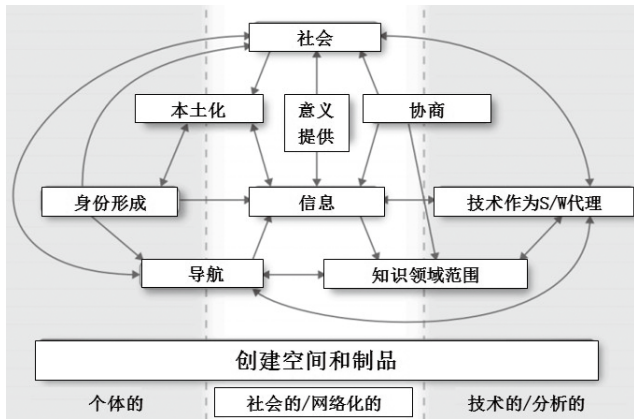 社会
本土化
意义
提供
协商
身份形成
信息
技术作为S/W代理
导航
知识领域范围
创建空间和制品
个体的
社会的/网络化的
技术的/分析的